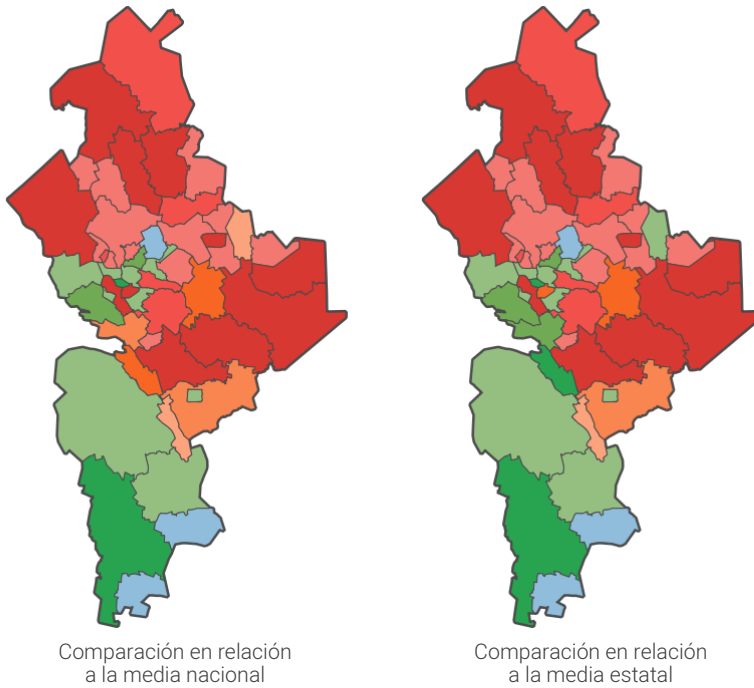 Comparación en relación
a la media nacional
Comparación en relación
a la media estatal